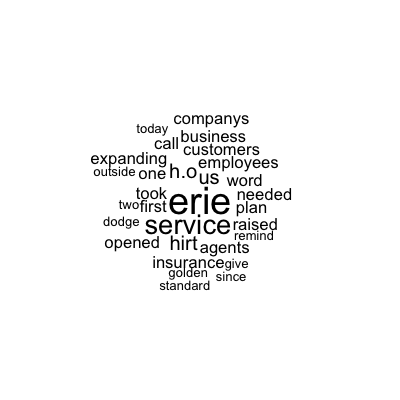 companys
today
business
call
customers
expanding
employees
outside
one
h.o
us
word
took
erie
needed
two
first
plan
dodge
service
raised
remind
opened
hirt
agents
insurance
give
golden
since
standard